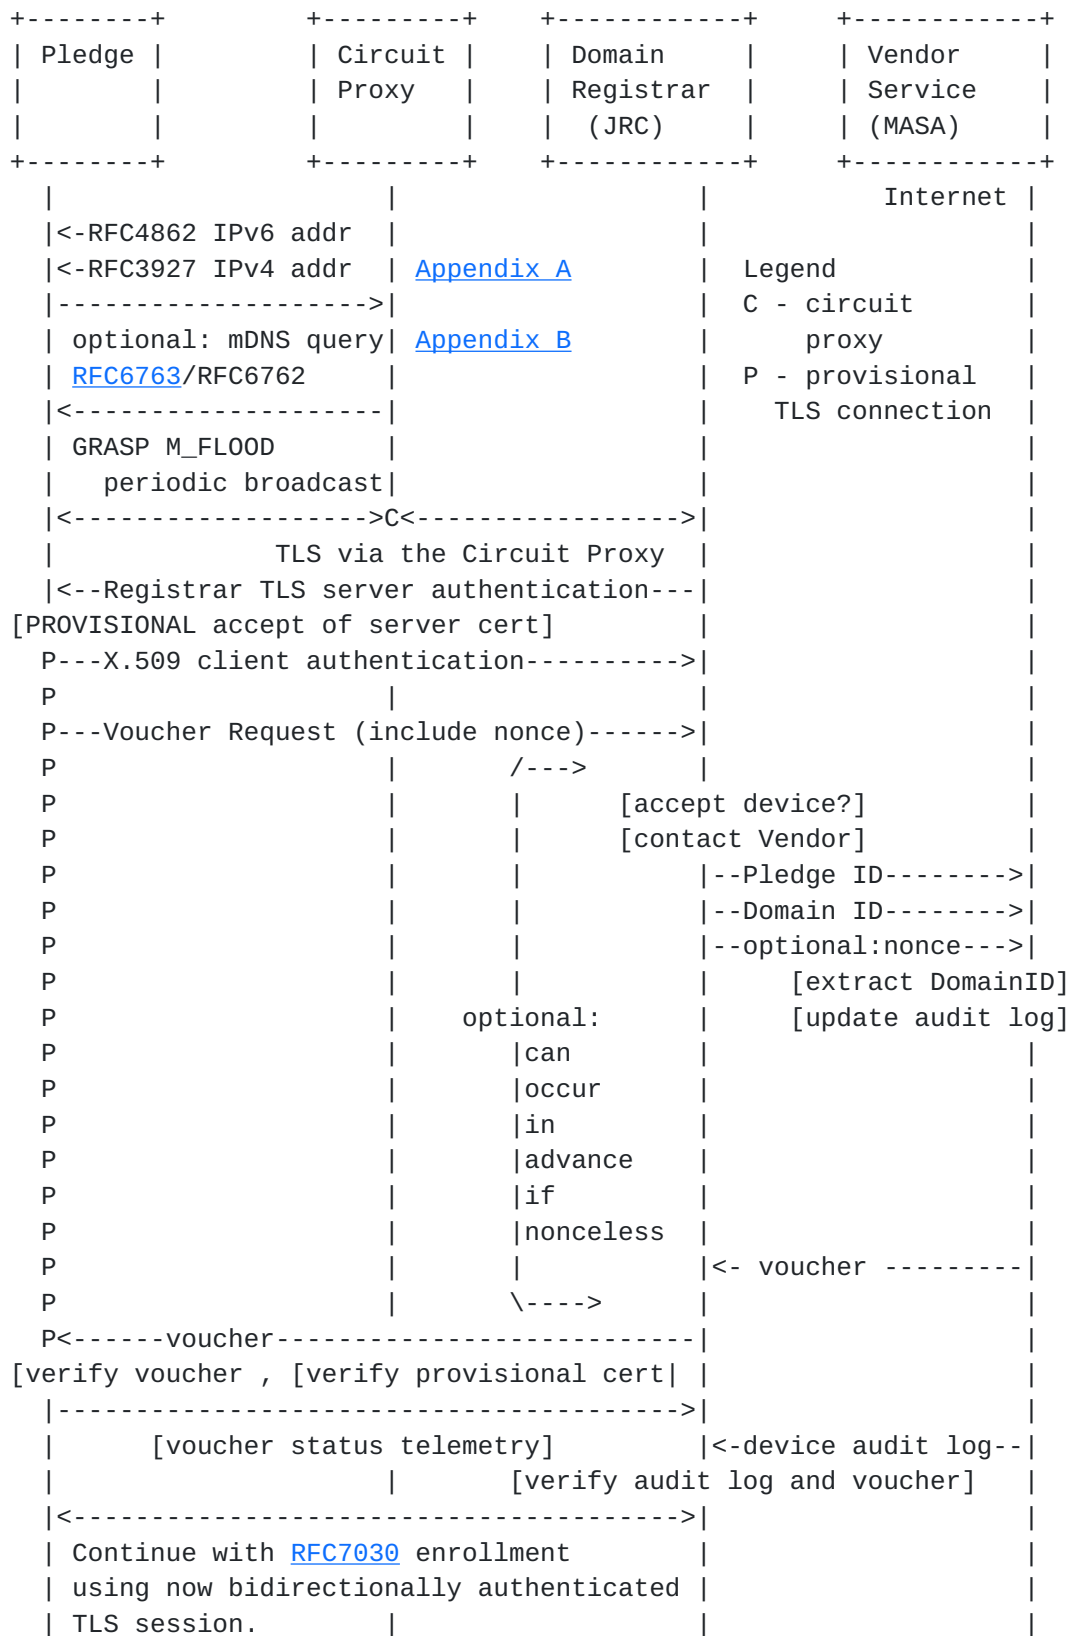 +--------+         +---------+    +------------+     +------------+
| Pledge |         | Circuit |    | Domain     |     | Vendor     |
|        |         | Proxy   |    | Registrar  |     | Service    |
|        |         |         |    |  (JRC)     |     | (MASA)     |
+--------+         +---------+    +------------+     +------------+
  |                     |                   |           Internet |
  |<-RFC4862 IPv6 addr  |                   |                    |
  |<-RFC3927 IPv4 addr  | Appendix A        |  Legend            |
  |-------------------->|                   |  C - circuit       |
  | optional: mDNS query| Appendix B        |      proxy         |
  | RFC6763/RFC6762     |                   |  P - provisional   |
  |<--------------------|                   |    TLS connection  |
  | GRASP M_FLOOD       |                   |                    |
  |   periodic broadcast|                   |                    |
  |<------------------->C<----------------->|                    |
  |              TLS via the Circuit Proxy  |                    |
  |<--Registrar TLS server authentication---|                    |
[PROVISIONAL accept of server cert]         |                    |
  P---X.509 client authentication---------->|                    |
  P                     |                   |                    |
  P---Voucher Request (include nonce)------>|                    |
  P                     |       /--->       |                    |
  P                     |       |      [accept device?]          |
  P                     |       |      [contact Vendor]          |
  P                     |       |           |--Pledge ID-------->|
  P                     |       |           |--Domain ID-------->|
  P                     |       |           |--optional:nonce--->|
  P                     |       |           |     [extract DomainID]
  P                     |    optional:      |     [update audit log]
  P                     |       |can        |                    |
  P                     |       |occur      |                    |
  P                     |       |in         |                    |
  P                     |       |advance    |                    |
  P                     |       |if         |                    |
  P                     |       |nonceless  |                    |
  P                     |       |           |<- voucher ---------|
  P                     |       \---->      |                    |
  P<------voucher---------------------------|                    |
[verify voucher , [verify provisional cert| |                    |
  |---------------------------------------->|                    |
  |      [voucher status telemetry]         |<-device audit log--|
  |                     |       [verify audit log and voucher]   |
  |<--------------------------------------->|                    |
  | Continue with RFC7030 enrollment        |                    |
  | using now bidirectionally authenticated |                    |
  | TLS session.        |                   |                    |